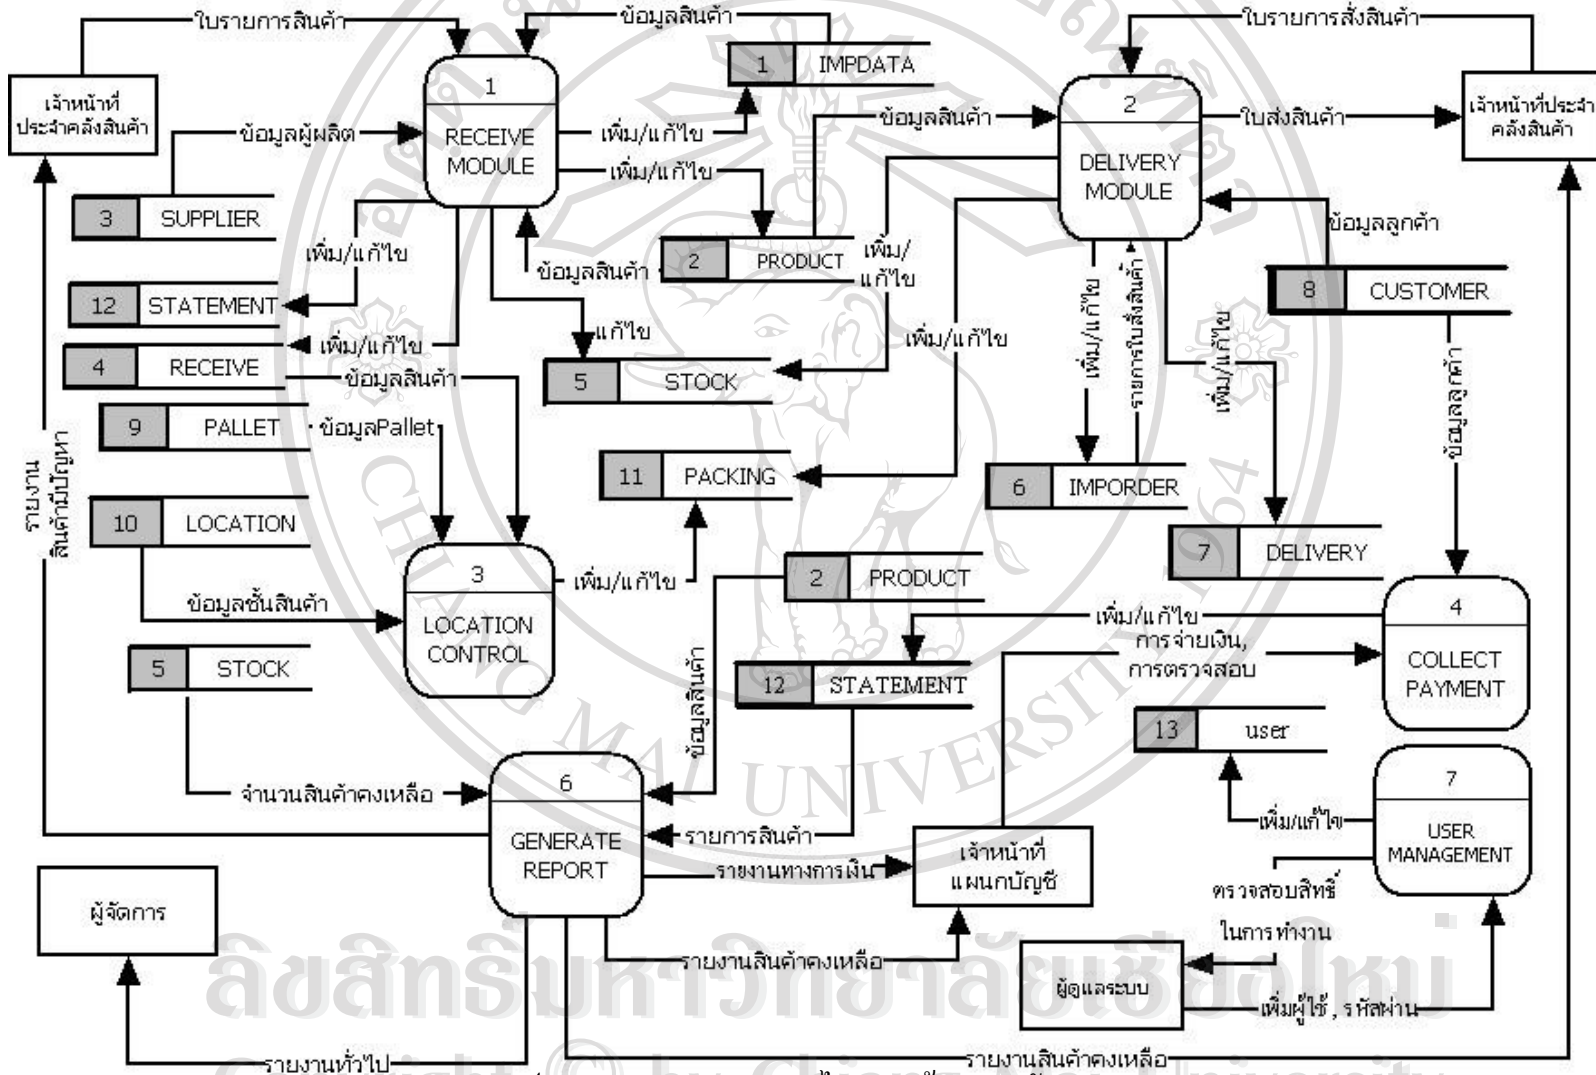 ใบรายการสินค้า
ข้อมูลสินค้า
ใบรายการสั่งสินค้า
1 IMPDATA
เจ้าหน้าที่
ประจำคลังสินค้า
1
RECEIVE
MODULE
2
DELIVERY
MODULE
เจ้าหน้าที่ประจำ
คลังสินค้า
ข้อมูลผู้ผลิต
เพิ่ม/แก้ไข
เพิ่ม/แก้ไข
ข้อมูลสินค้า
ใบส่งสินค้า
3 SUPPLIER
ข้อมูลลูกค้า
เพิ่ม/แก้ไข
ข้อมูลสินค้า
2 PRODUCT
เพิ่ม/
แก้ไข
8 CUSTOMER
12 STATEMENT
เพิ่ม/แก้ไข
แก้ไข
เพิ่ม/แก้ไข
เพิ่ม/แก้ไข
รายการใบสั่งสินค้า
เพิ่ม/แก้ไข
ข้อมูลลูกค้า
4 RECEIVE
ข้อมูลสินค้า
5 STOCK
9 PALLET
ข้อมูลPallet
11 PACKING
6 IMPORDER
รายงาน
สินค้ามีปัญหา
10 LOCATION
7 DELIVERY
3
LOCATION
CONTROL
เพิ่ม/แก้ไข
2 PRODUCT
ข้อมูลชั้นสินค้า
เพิ่ม/แก้ไข
4
COLLECT
PAYMENT
การจ่ายเงิน,
การตรวจสอบ
5 STOCK
ข้อมูลสินค้า
12 STATEMENT
13 user
จำนวนสินค้าคงเหลือ
6
GENERATE
REPORT
7
USER
MANAGEMENT
เพิ่ม/แก้ไข
รายการสินค้า
รายงานทางการเงิน
เจ้าหน้าที่
แผนกบัญชี
ตรวจสอบสิทธิ์
ในการทำงาน
ผู้จัดการ
รายงานสินค้าคงเหลือ
ผู้ดูแลระบบ
เพิ่มผู้ใช้ , รหัสผ่าน
รายงานทั่วไป
รายงานสินค้าคงเหลือ
CHIANG MAI UNIVERSITY 1964
ลิขสิทธิ์มหาวิทยาลัยเชียงใหม่